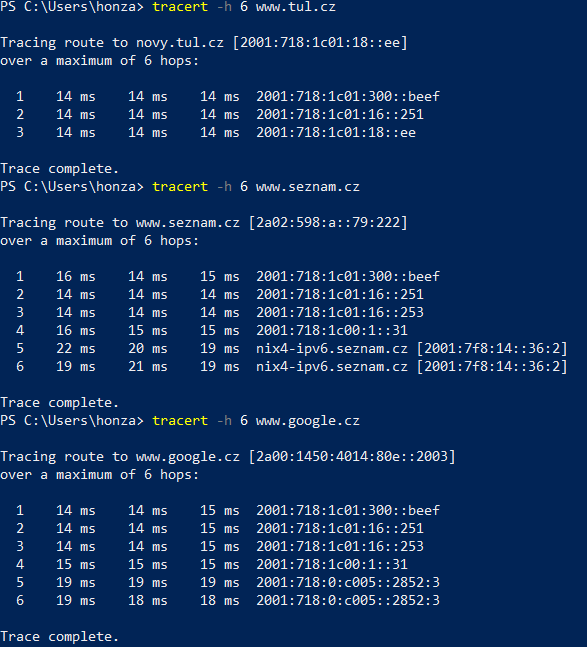 PS C:\Users\honza> tracert -h 6 www.tul.cz
Tracing route to novy.tul.cz [2001:718:1c01:18::ee]
over a maximum of 6 hops:
1 14 ms 14 ms 14 ms 2001:718:1c01:300::beef
2 14 ms 14 ms 14 ms 2001:718:1c01:16::251
3 14 ms 14 ms 14 ms 2001:718:1c01:18::ee
Trace complete.
PS C:\Users\honza> tracert -h 6 www.seznam.cz
Tracing route to www.seznam.cz [2a02:598:a::79:222]
over a maximum of 6 hops:
1 16 ms 14 ms 15 ms 2001:718:1c01:300::beef
2 14 ms 14 ms 14 ms 2001:718:1c01:16::251
3 14 ms 14 ms 14 ms 2001:718:1c01:16::253
4 16 ms 15 ms 15 ms 2001:718:1c00:1::31
5 22 ms 20 ms 19 ms nix4-ipv6.seznam.cz [2001:7f8:14::36:2]
6 19 ms 21 ms 19 ms nix4-ipv6.seznam.cz [2001:7f8:14::36:2]
Trace complete.
PS C:\Users\honza> tracert -h 6 www.google.cz
Tracing route to www.google.cz [2a00:1450:4014:80e::2003]
over a maximum of 6 hops:
1 14 ms 14 ms 15 ms 2001:718:1c01:300::beef
2 14 ms 14 ms 15 ms 2001:718:1c01:16::251
3 14 ms 14 ms 15 ms 2001:718:1c01:16::253
4 15 ms 15 ms 15 ms 2001:718:1c00:1::31
5 19 ms 19 ms 19 ms 2001:718:0:c005::2852:3
6 19 ms 18 ms 18 ms 2001:718:0:c005::2852:3
Trace complete.